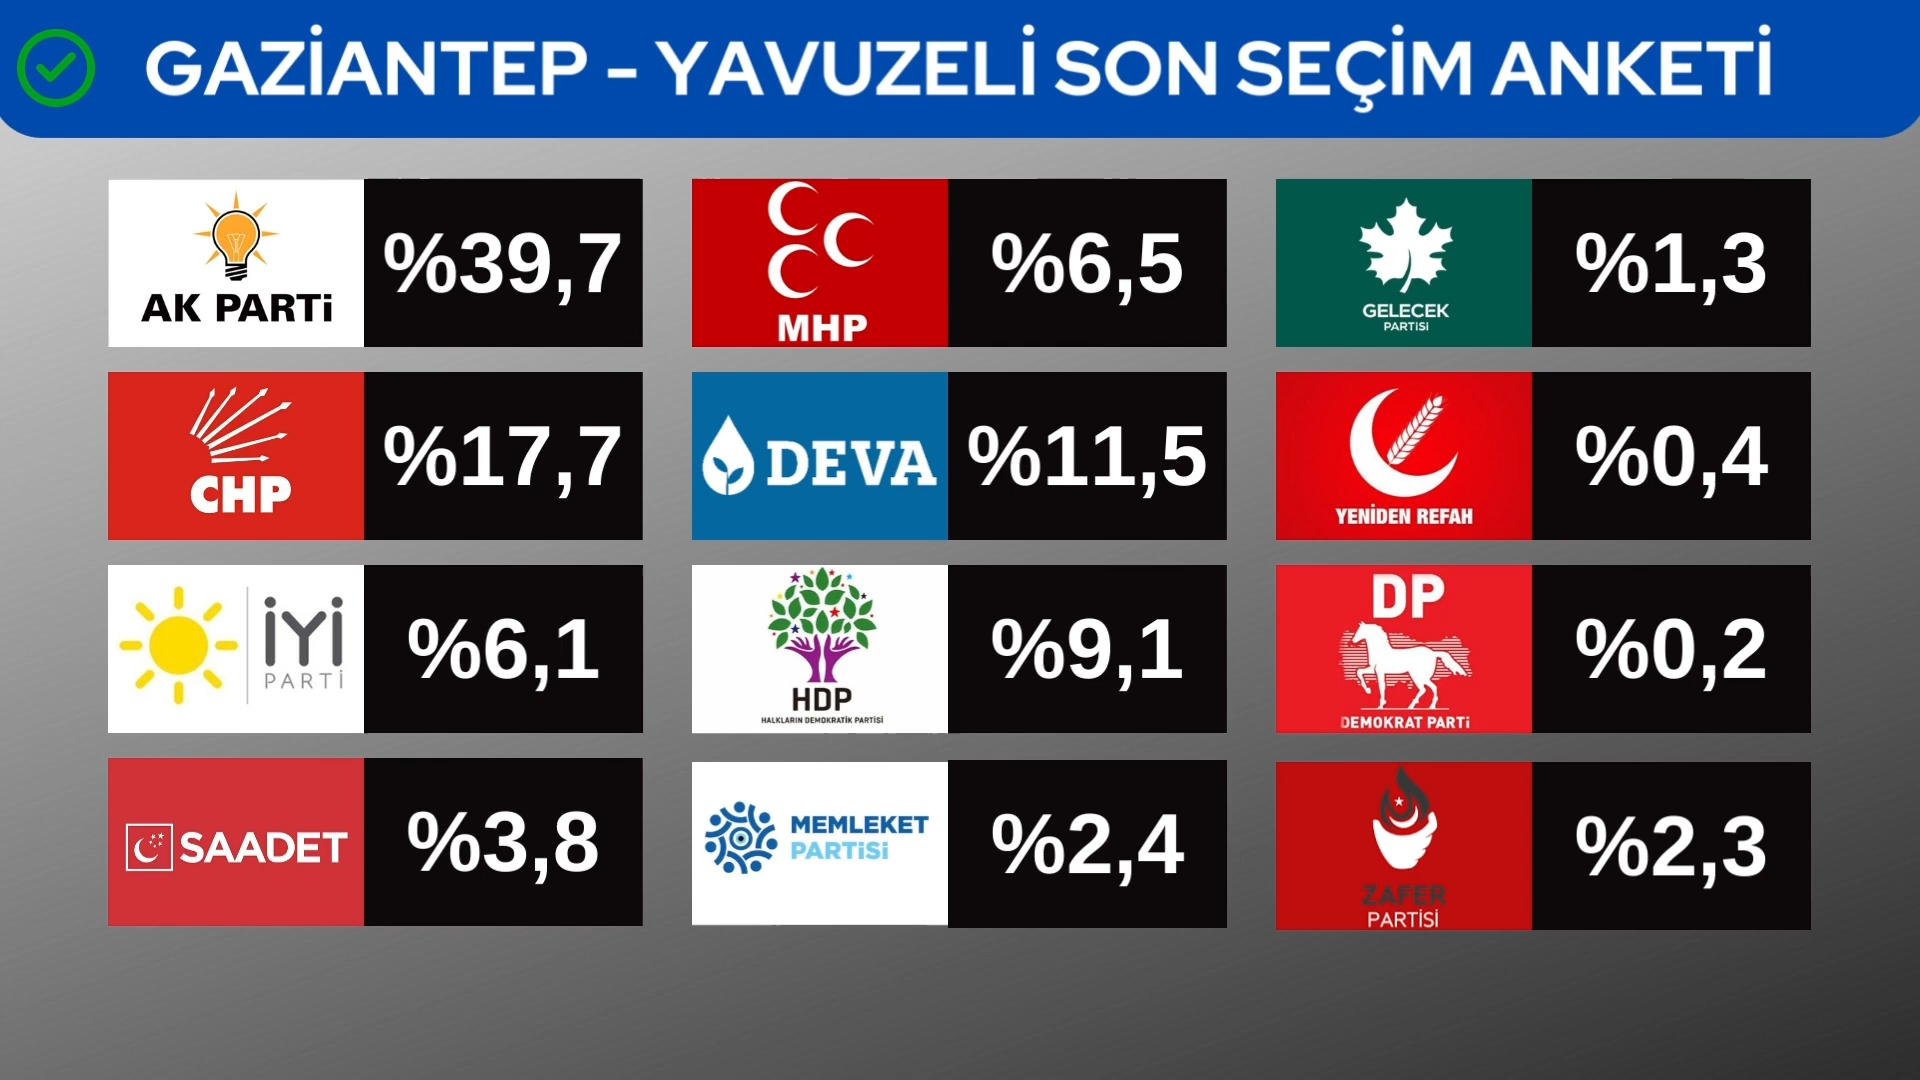 GAZİANTEP - YAVUZELİ SON SEÇİM ANKETİ
AK PARTi
%39,7
MHP
%6,5
GELECEK
PARTİSİ
%1,3
CHP
%17,7
DEVA
%11,5
YENİDEN REFAH
%0,4
İYİ
PARTİ
%6,1
HDP
HALKLARIN DEMOKRATİK PARTİSİ
%9,1
DP
DEMOKRAT PARTi
%0,2
SAADET
%3,8
MEMLEKET
PARTiSi
%2,4
ZAFER
PARTİSİ
%2,3